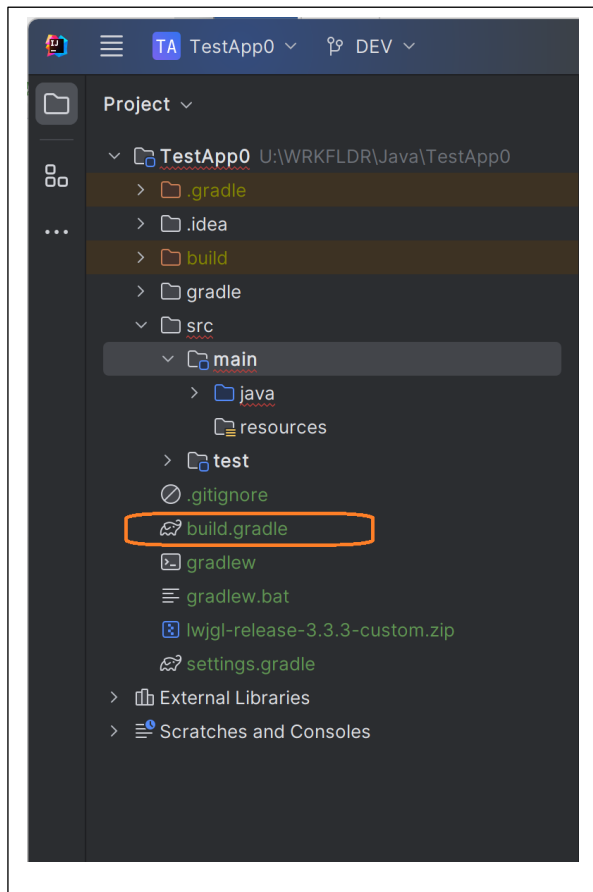 TA TestApp0 DEV
Project
TestApp0 U:\WRKFLDR\Java\TestApp0
.gradle
.idea
build
gradle
src
main
java
resources
test
.gitignore
build.gradle
gradlew
gradlew.bat
lwjgl-release-3.3.3-custom.zip
settings.gradle
External Libraries
Scratches and Consoles